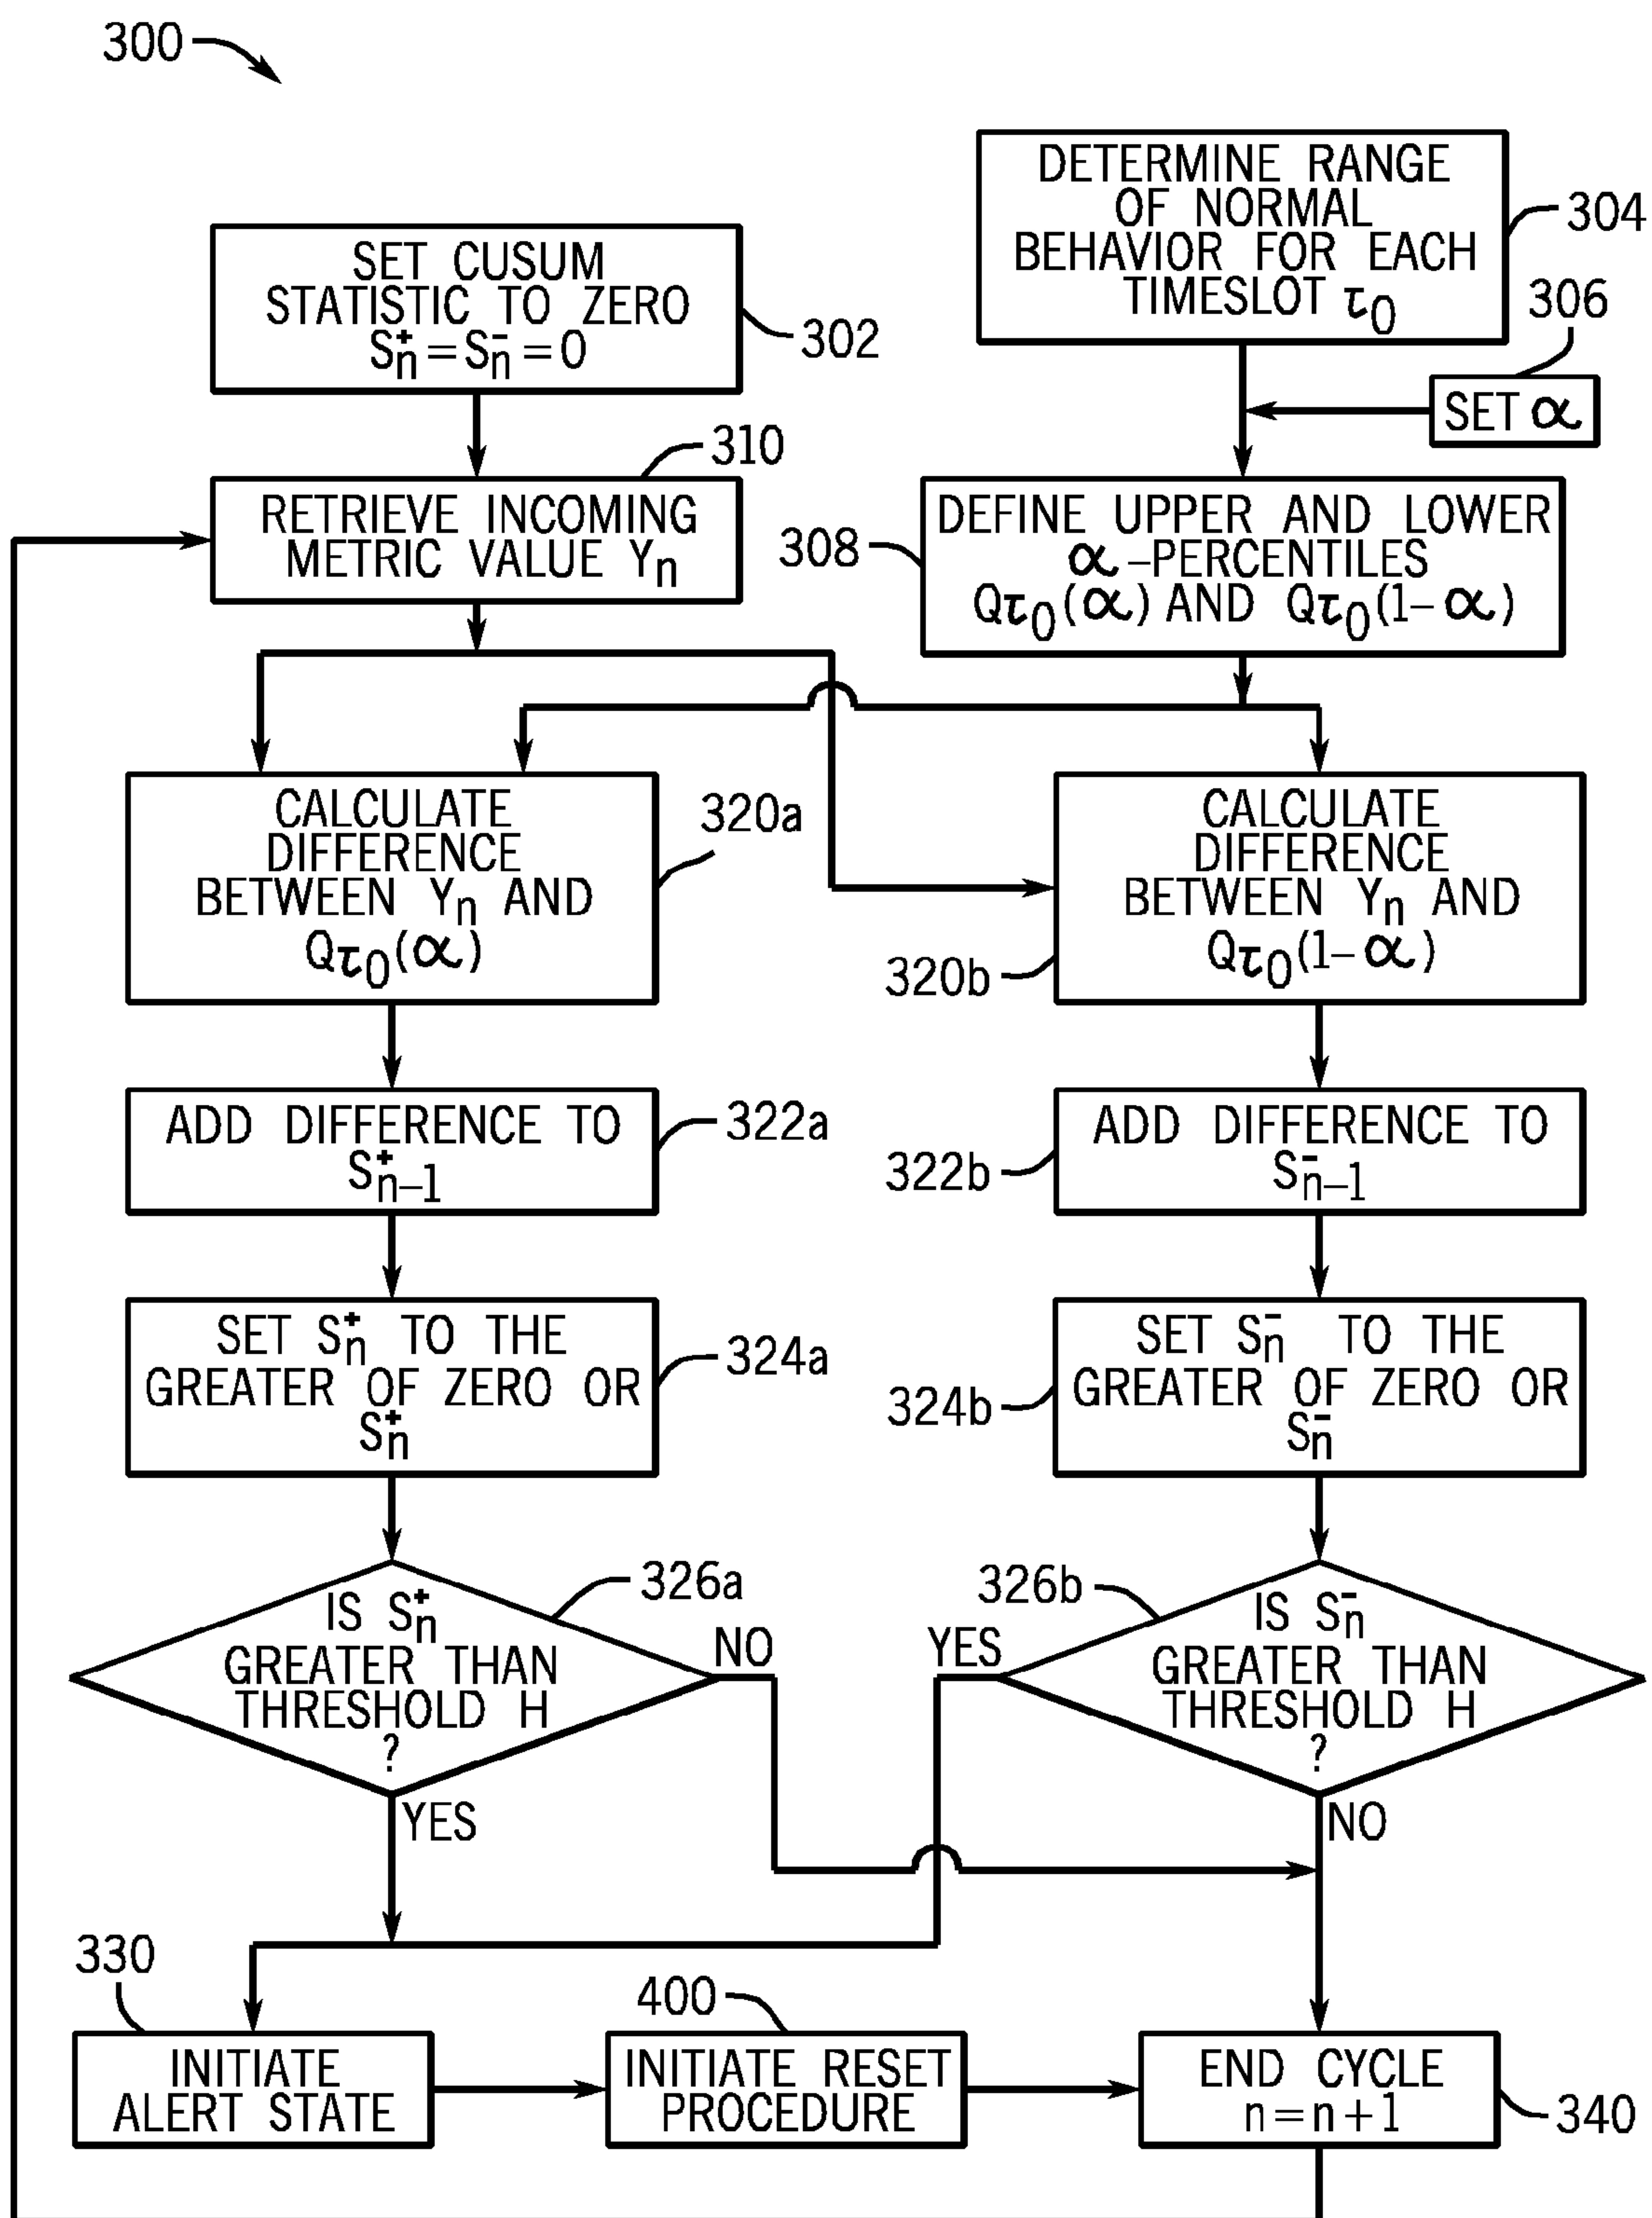 300
DETERMINE RANGE
OF NORMAL
BEHAVIOR FOR EACH
TIMESLOT τ0
304
306
SET α
SET CUSUM
STATISTIC TO ZERO
S+n = S-n = 0
302
310
RETRIEVE INCOMING
METRIC VALUE Yn
308
DEFINE UPPER AND LOWER
α-PERCENTILES
Qτ0(α) AND Qτ0(1-α)
CALCULATE
DIFFERENCE
BETWEEN Yn AND
Qτ0(α)
320a
CALCULATE
DIFFERENCE
BETWEEN Yn AND
Qτ0(1-α)
320b
ADD DIFFERENCE TO
S+n-1
322a
ADD DIFFERENCE TO
S-n-1
322b
SET S+n TO THE
GREATER OF ZERO OR
S+n
324a
SET S-n TO THE
GREATER OF ZERO OR
S-n
324b
IS S+n
GREATER THAN
THRESHOLD H
?
326a
NO
YES
326b
IS S-n
GREATER THAN
THRESHOLD H
?
YES
NO
330
INITIATE
ALERT STATE
400
INITIATE RESET
PROCEDURE
END CYCLE
n = n + 1
340